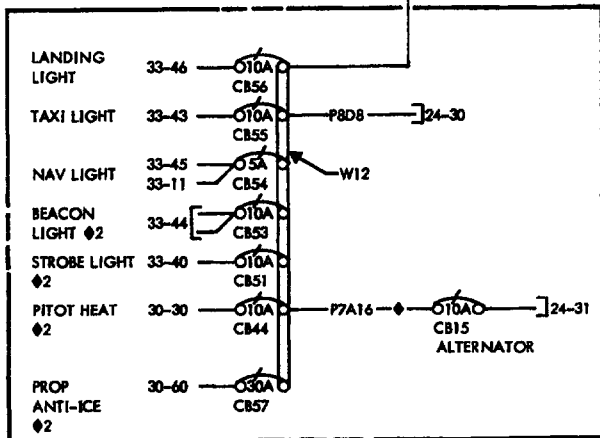 LANDING
LIGHT 33-46 10A
CB56
TAXI LIGHT 33-43 10A P8D8 24-30
CB55
NAV LIGHT 33-45 5A
33-11 CB54 W12
BEACON
LIGHT ♦2 33-44 10A
CB53
STROBE LIGHT 33-40 10A
♦2 CB51
PITOT HEAT 30-30 10A P7A16 ♦ 10A 24-31
♦2 CB44 CB15
ALTERNATOR
PROP 30-60 30A
ANTI-ICE CB57
♦2